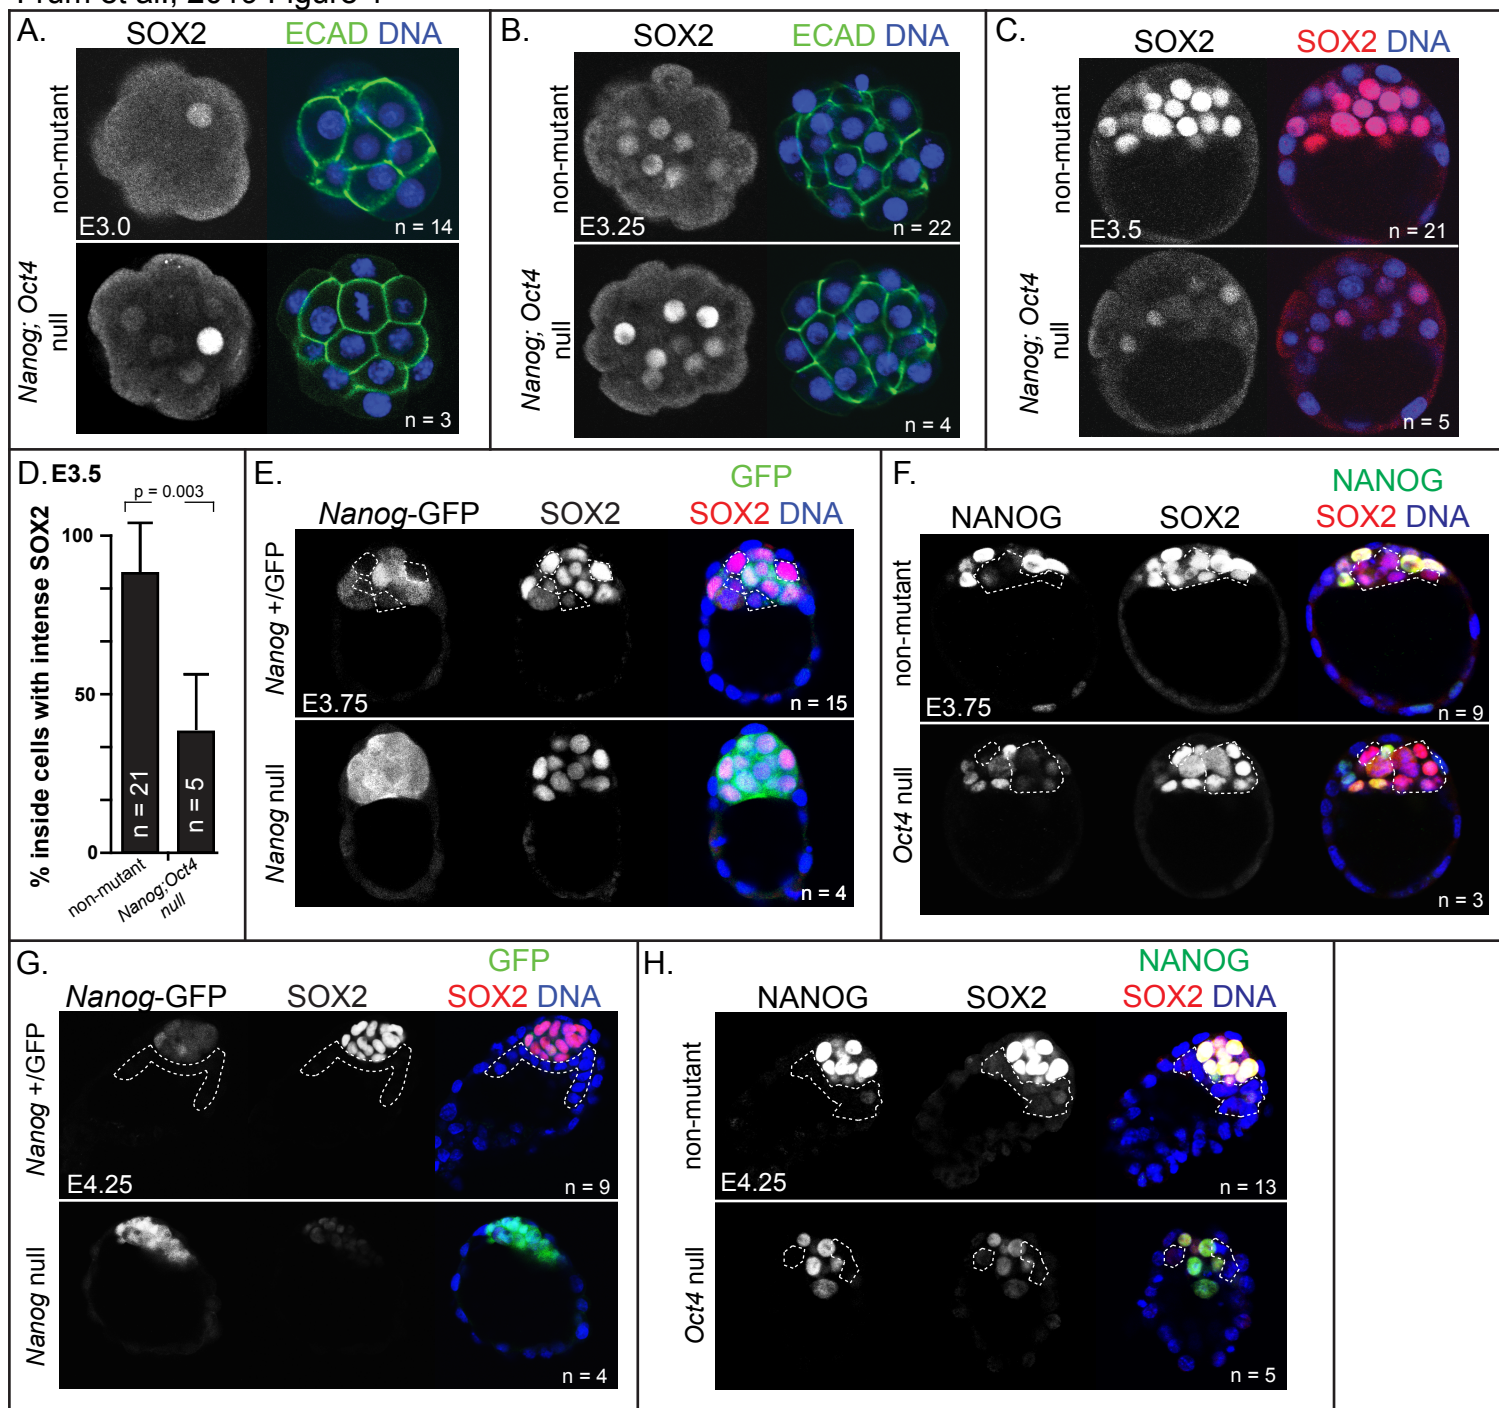 A.
SOX2 ECAD DNA
non-mutant
E3.0
n = 14
Nanog; Oct4
null
n = 3
B.
SOX2 ECAD DNA
non-mutant
E3.25
n = 22
Nanog; Oct4
null
n = 4
C.
SOX2 SOX2 DNA
non-mutant
E3.5
n = 21
Nanog; Oct4
null
n = 5
D. E3.5
p = 0.003
% inside cells with intense SOX2
100
50
0
n = 21
n = 5
non-mutant
Nanog;Oct4
null
E.
GFP
Nanog-GFP SOX2 SOX2 DNA
Nanog +/GFP
E3.75
n = 15
Nanog null
n = 4
F.
NANOG
NANOG SOX2 SOX2 DNA
non-mutant
E3.75
n = 9
Oct4 null
n = 3
G.
GFP
Nanog-GFP SOX2 SOX2 DNA
Nanog +/GFP
E4.25
n = 9
Nanog null
n = 4
H.
NANOG
NANOG SOX2 SOX2 DNA
non-mutant
E4.25
n = 13
Oct4 null
n = 5